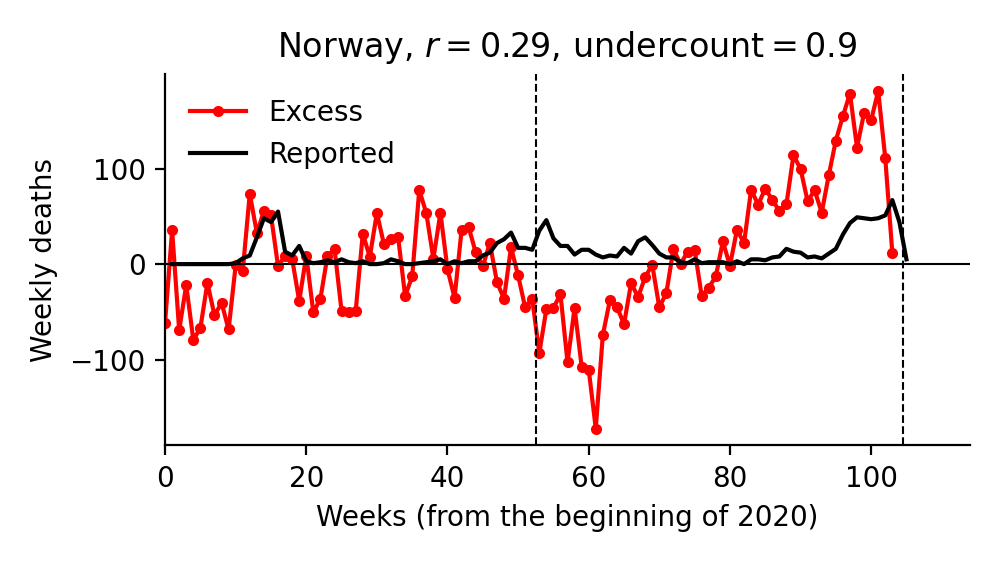 Norway, r = 0.29, undercount = 0.9
Excess
Reported
Weekly deaths
100
0
−100
0 20 40 60 80 100
Weeks (from the beginning of 2020)